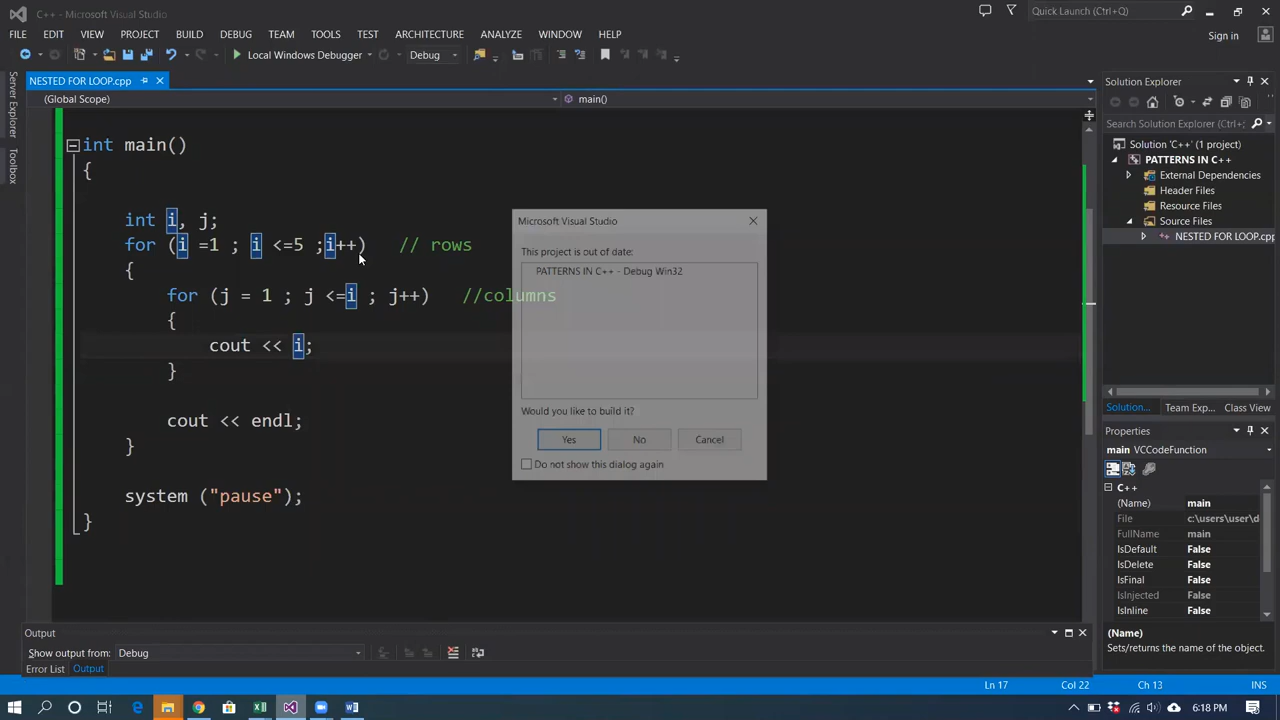 C++ - Microsoft Visual Studio
Quick Launch (Ctrl+Q)
FILE EDIT VIEW PROJECT BUILD DEBUG TEAM TOOLS TEST ARCHITECTURE ANALYZE WINDOW HELP
Sign in
Local Windows Debugger Debug
NESTED FOR LOOP.cpp
(Global Scope) main()
Server Explorer
Toolbox
int main()
{
int i, j;
for (i =1 ; i <=5 ;i++) // rows
{
for (j = 1 ; j <=i ; j++) //columns
{
cout << i;
}
cout << endl;
}
system ("pause");
}
Microsoft Visual Studio
This project is out of date:
PATTERNS IN C++ - Debug Win32
Would you like to build it?
Yes No Cancel
Do not show this dialog again
Solution Explorer
Search Solution Explorer (Ctrl+;
Solution 'C++' (1 project)
PATTERNS IN C++
External Dependencies
Header Files
Resource Files
Source Files
NESTED FOR LOOP.cpp
Solution... Team Exp... Class View
Properties
main VCCodeFunction
C++
(Name) main
File c:\users\user\d
FullName main
IsDefault False
IsDelete False
IsFinal False
IsInjected False
IsInline False
(Name)
Sets/returns the name of the object.
Output
Show output from: Debug
Error List Output
Ln 17 Col 22 Ch 13 INS
6:18 PM